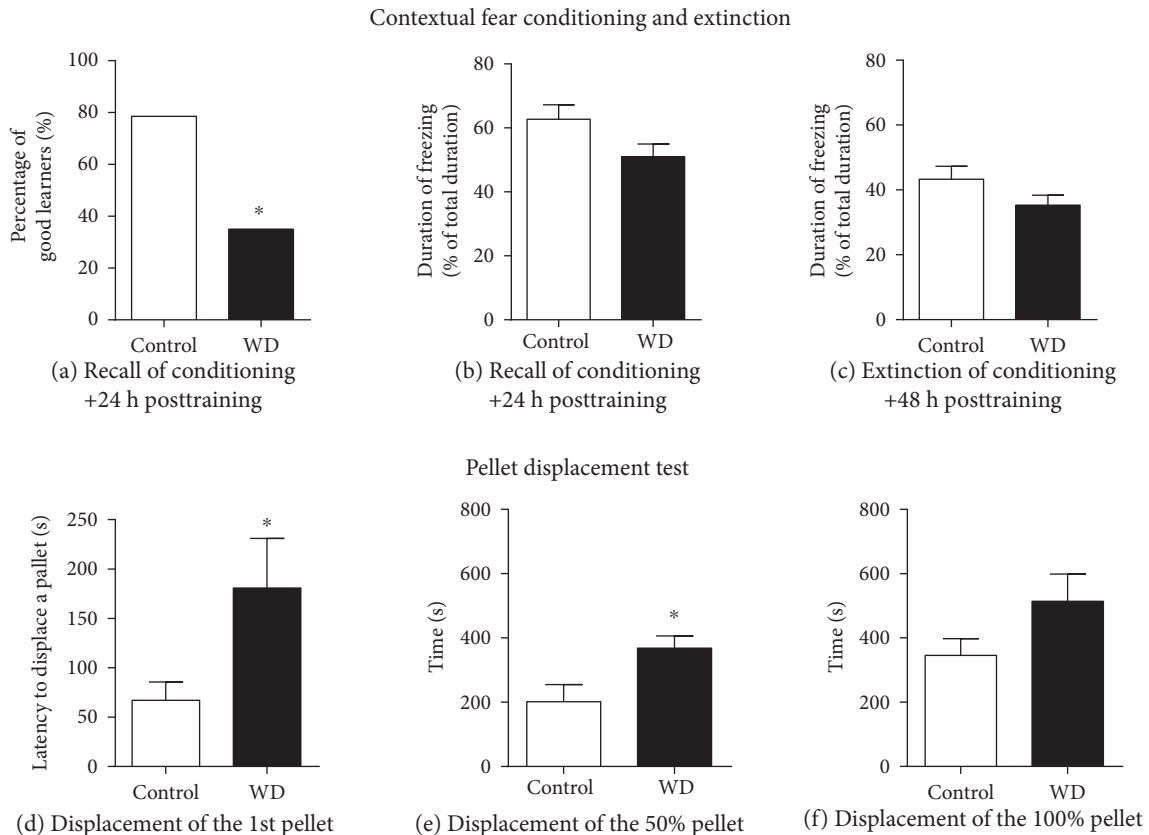 Contextual fear conditioning and extinction
100
80
60
40
20
0
Percentage of
good learners (%)
*
Control
WD
(a) Recall of conditioning
+24 h posttraining
80
60
40
20
0
Duration of freezing
(% of total duration)
Control
WD
(b) Recall of conditioning
+24 h posttraining
80
60
40
20
0
Duration of freezing
(% of total duration)
Control
WD
(c) Extinction of conditioning
+48 h posttraining
Pellet displacement test
250
200
150
100
50
0
Latency to displace a pallet (s)
*
Control
WD
(d) Displacement of the 1st pellet
800
600
400
200
0
Time (s)
*
Control
WD
(e) Displacement of the 50% pellet
800
600
400
200
0
Time (s)
Control
WD
(f) Displacement of the 100% pellet